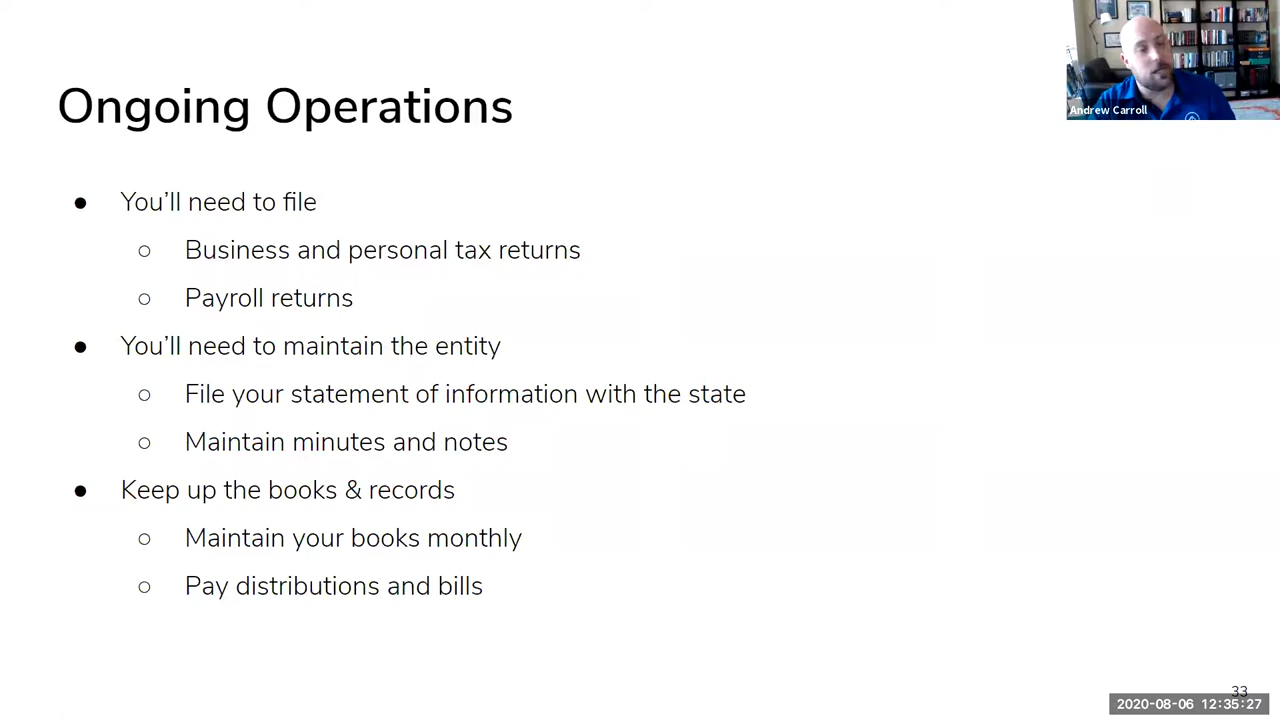 Andrew Carroll
Ongoing Operations
● You’ll need to file
○ Business and personal tax returns
○ Payroll returns
● You’ll need to maintain the entity
○ File your statement of information with the state
○ Maintain minutes and notes
● Keep up the books & records
○ Maintain your books monthly
○ Pay distributions and bills
33
2020-08-06 12:35:27